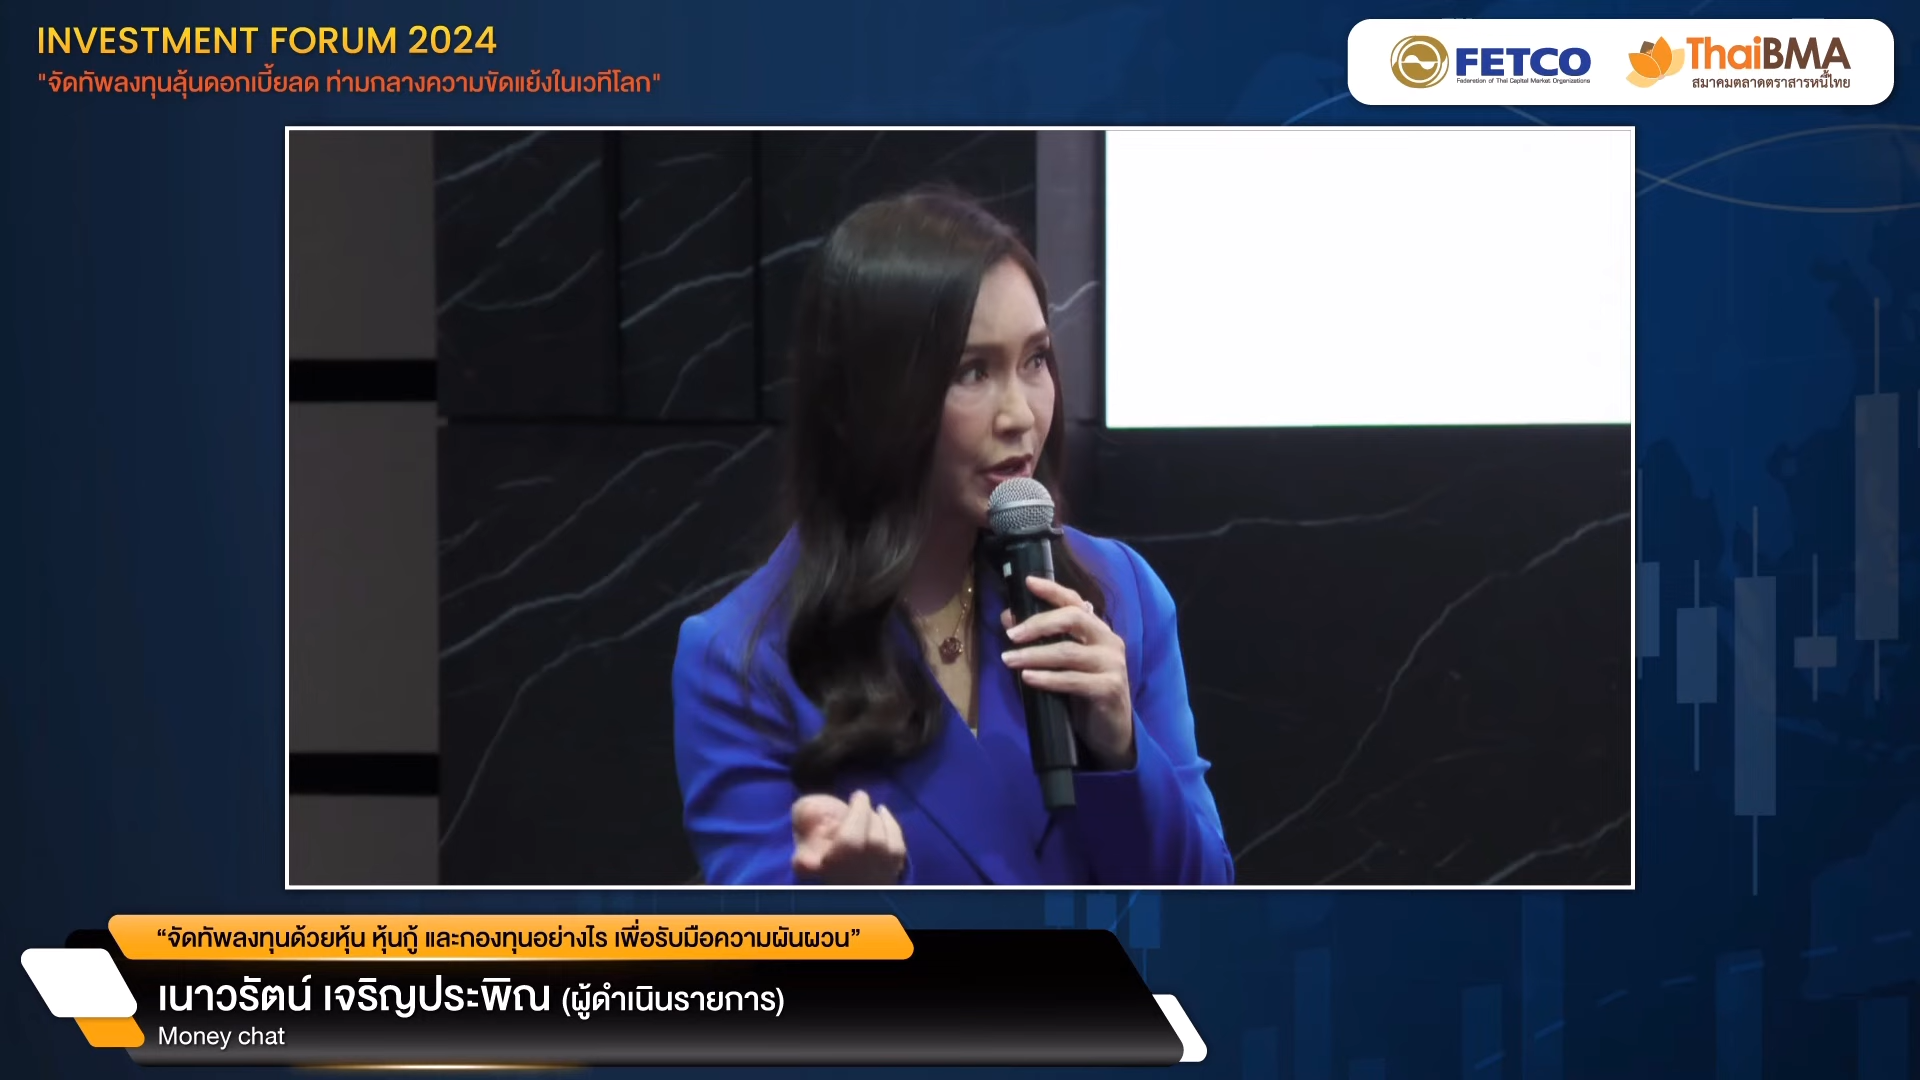 INVESTMENT FORUM 2024
"จัดทัพลงทุนลุ้นดอกเบี้ยลด ท่ามกลางความขัดแย้งในเวทีโลก"
FETCO
Federation of Thai Capital Market Organizations
ThaiBMA
สมาคมตลาดตราสารหนี้ไทย
“จัดทัพลงทุนด้วยหุ้น หุ้นกู้ และกองทุนอย่างไร เพื่อรับมือความผันผวน”
เนาวรัตน์ เจริญประพิณ (ผู้ดำเนินรายการ)
Money chat